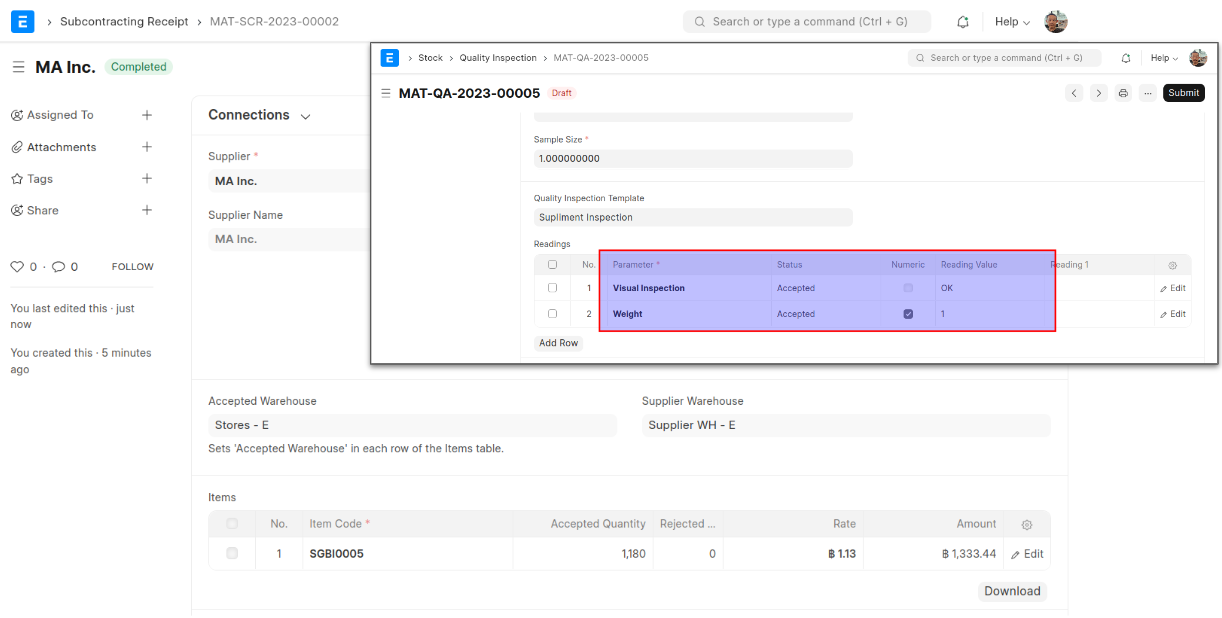 E › Subcontracting Receipt › MAT-SCR-2023-00002 Search or type a command (Ctrl + G) Help
MA Inc. Completed
Assigned To +
Attachments +
Tags +
Share +
0 · 0 FOLLOW
You last edited this · just
now
You created this · 5 minutes
ago
Connections
Supplier *
MA Inc.
Supplier Name
MA Inc.
E › Stock › Quality Inspection › MAT-QA-2023-00005 Search or type a command (Ctrl + G) Help
MAT-QA-2023-00005 Draft ... Submit
Sample Size *
1.000000000
Quality Inspection Template
Supliment Inspection
Readings
No. Parameter * Status Numeric Reading Value Reading 1
1 Visual Inspection Accepted OK Edit
2 Weight Accepted 1 Edit
Add Row
Accepted Warehouse Supplier Warehouse
Stores - E Supplier WH - E
Sets 'Accepted Warehouse' in each row of the Items table.
Items
No. Item Code * Accepted Quantity Rejected ... Rate Amount
1 SGBI0005 1,180 0 ฿ 1.13 ฿ 1,333.44 Edit
Download